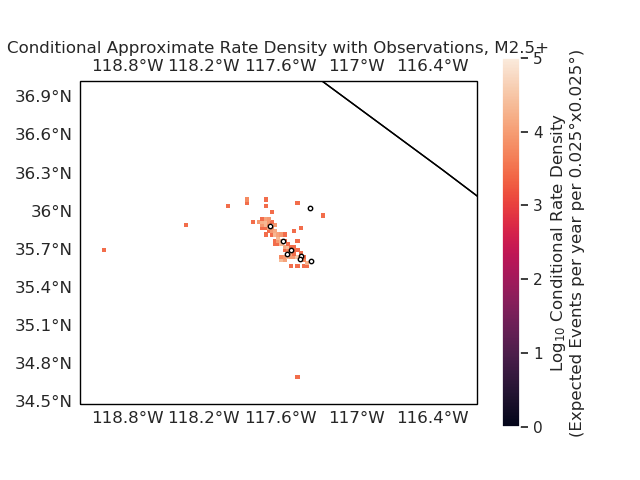 Conditional Approximate Rate Density with Observations, M2.5+
118.8°W 118.2°W 117.6°W 117°W 116.4°W
36.9°N
36.6°N
36.3°N
36°N
35.7°N
35.4°N
35.1°N
34.8°N
34.5°N
118.8°W 118.2°W 117.6°W 117°W 116.4°W
5
4
3
2
1
0
Log10 Conditional Rate Density
(Expected Events per year per 0.025°x0.025°)